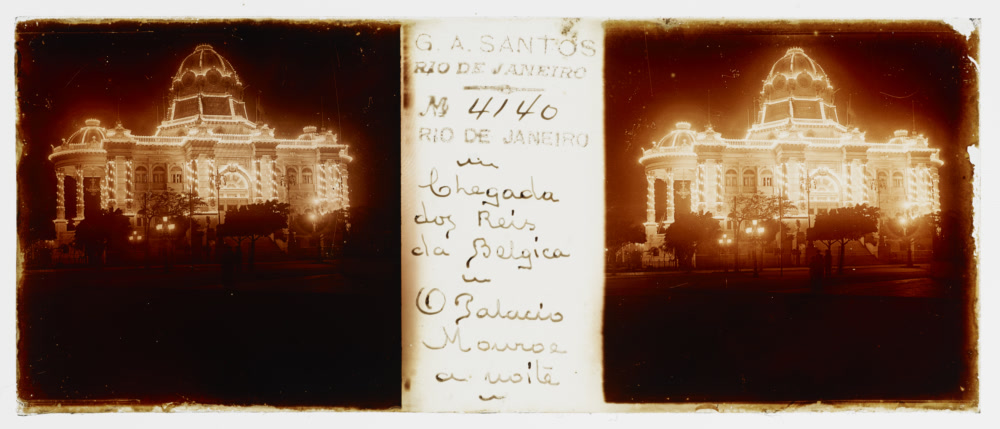 G. A. SANTOS
RIO DE JANEIRO
Nº 4140
RIO DE JANEIRO
Chegada
dos Reis
da Belgica
O Palacio
Monroe
a noite